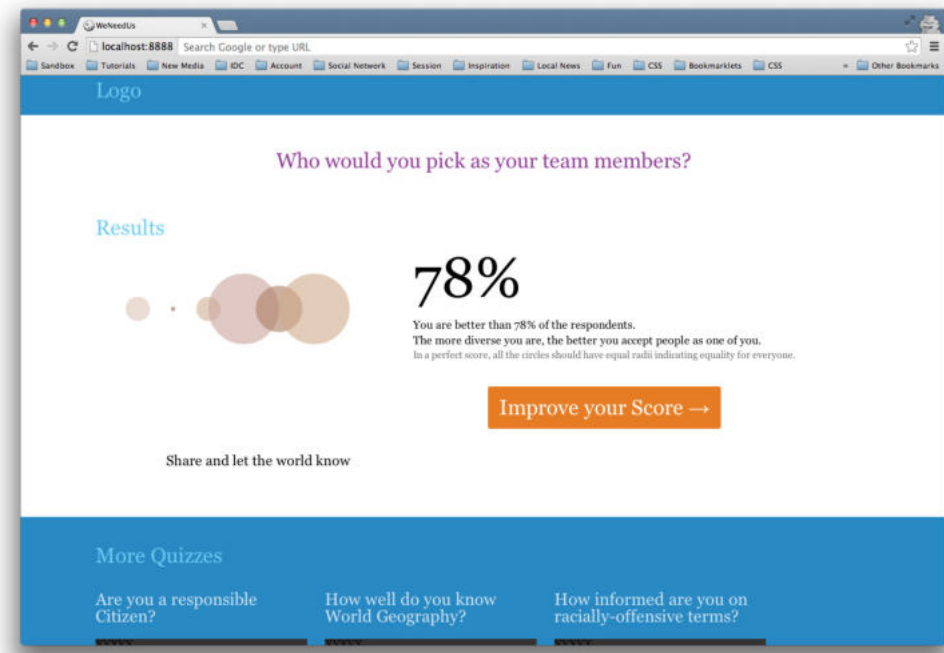 WeNeedUs
localhost:8888 Search Google or type URL
Sandbox Tutorials New Media IDC Account Social Network Session Inspiration Local News Fun CSS Bookmarklets CSS » Other Bookmarks
Logo
Who would you pick as your team members?
Results
78%
You are better than 78% of the respondents.
The more diverse you are, the better you accept people as one of you.
In a perfect score, all the circles should have equal radii indicating equality for everyone.
Improve your Score →
Share and let the world know
More Quizzes
Are you a responsible
Citizen?
How well do you know
World Geography?
How informed are you on
racially-offensive terms?